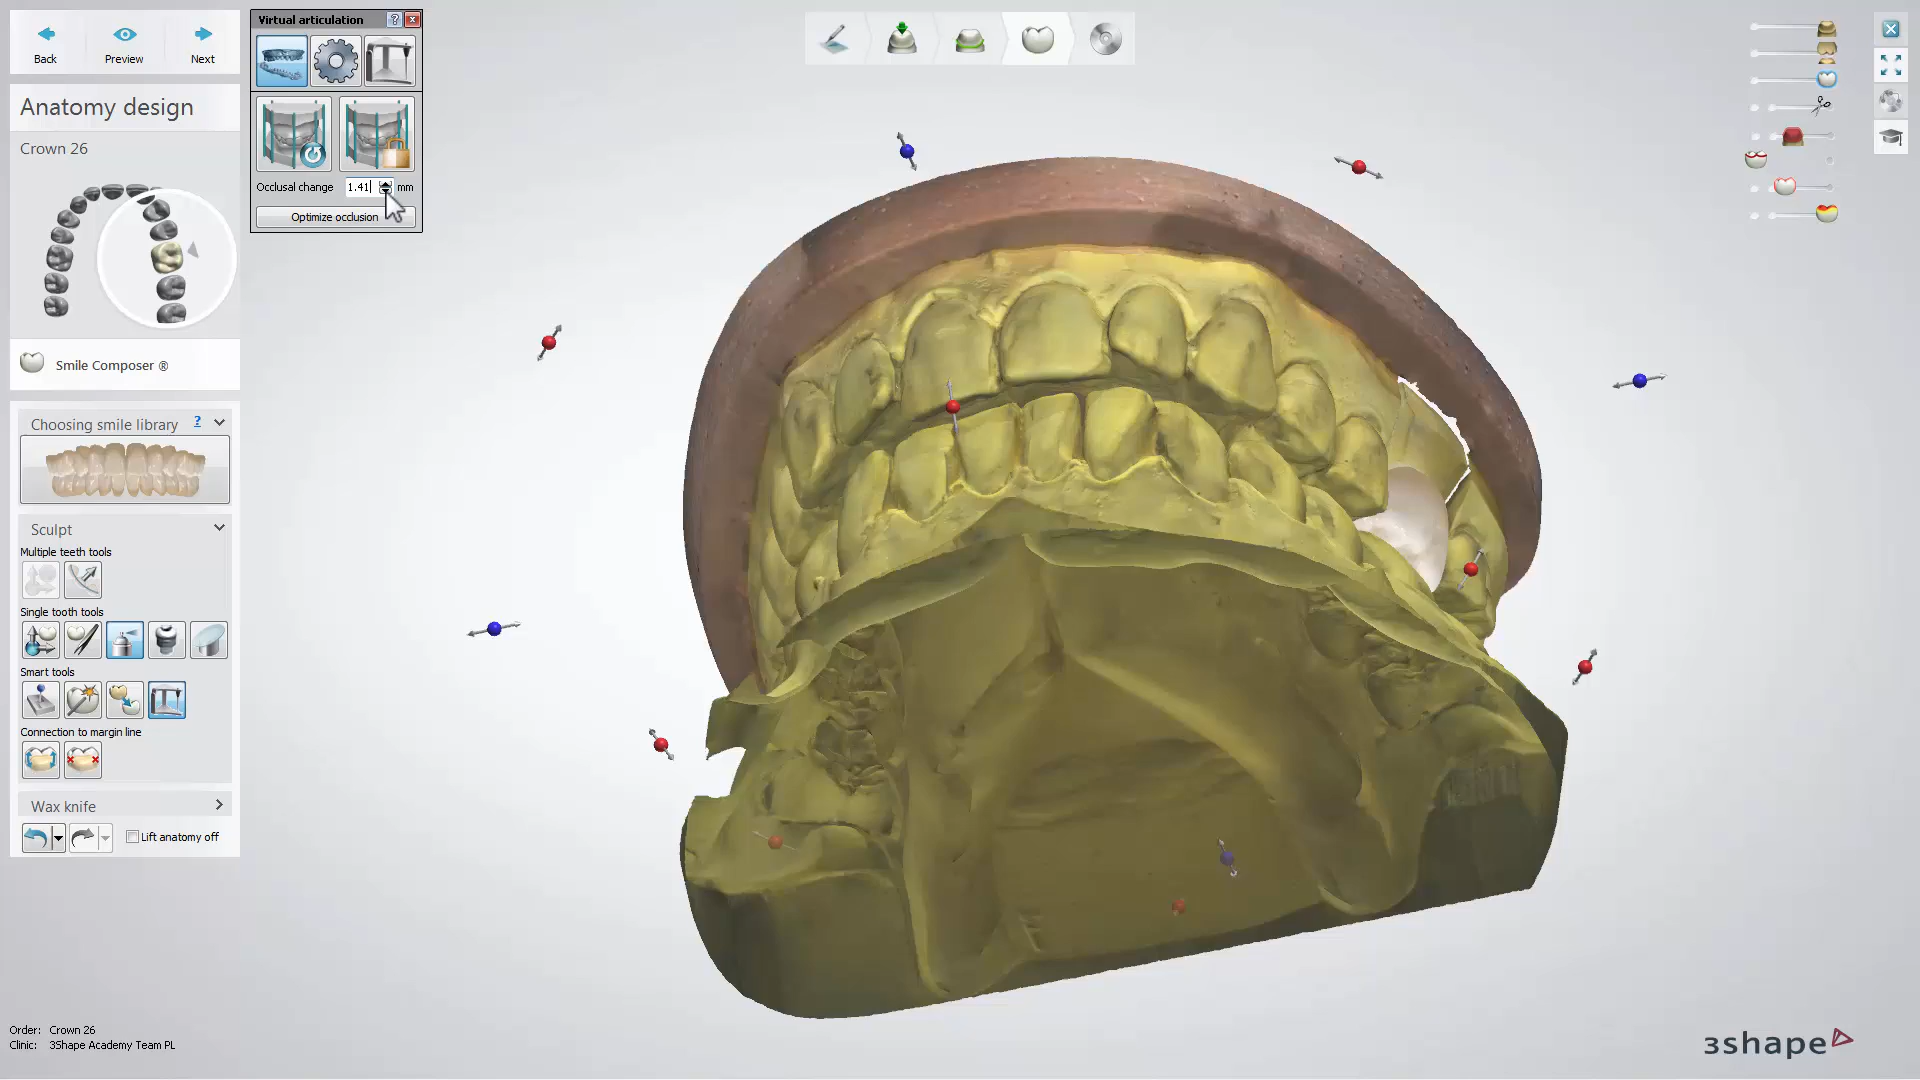 Back
Preview
Next
Anatomy design
Crown 26
Smile Composer ®
Choosing smile library ?
Sculpt
Multiple teeth tools
Single tooth tools
Smart tools
Connection to margin line
Wax knife
Lift anatomy off
Order: Crown 26
Clinic: 3Shape Academy Team PL
Virtual articulation ? x
Occlusal change 1.41 mm
Optimize occlusion
3shape